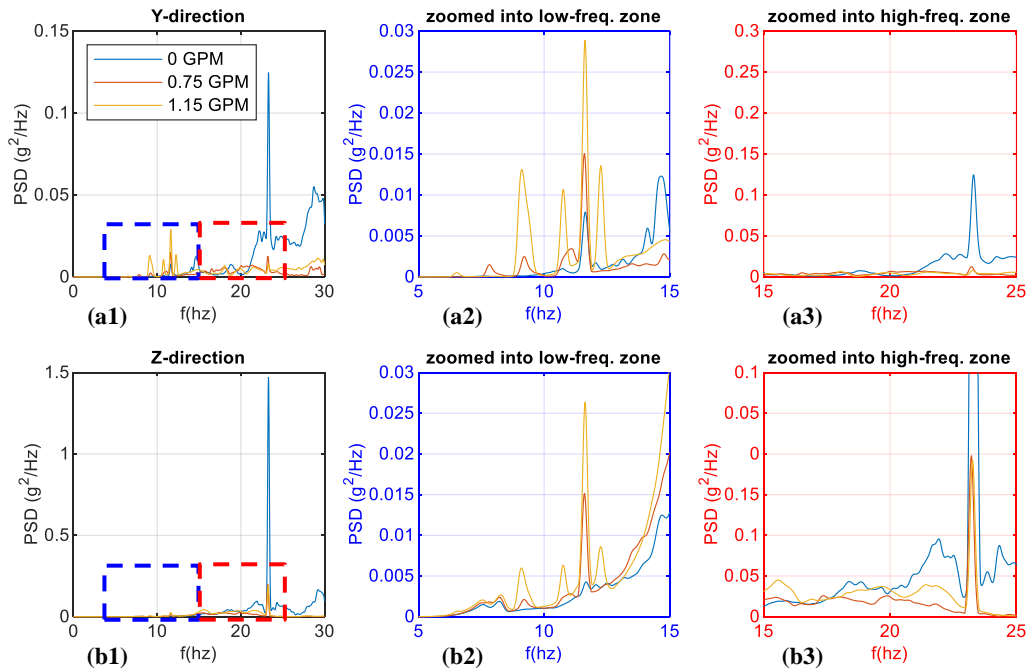 Y-direction
0.15
0.1
0.05
0
PSD (g²/Hz)
0 GPM
0.75 GPM
1.15 GPM
0 10 20 30
f(hz)
(a1)
zoomed into low-freq. zone
0.03
0.025
0.02
0.015
0.01
0.005
0
PSD (g²/Hz)
5 10 15
f(hz)
(a2)
zoomed into high-freq. zone
0.3
0.25
0.2
0.15
0.1
0.05
0
PSD (g²/Hz)
15 20 25
f(hz)
(a3)
Z-direction
1.5
1
0.5
0
PSD (g²/Hz)
0 10 20 30
f(hz)
(b1)
zoomed into low-freq. zone
0.03
0.025
0.02
0.015
0.01
0.005
0
PSD (g²/Hz)
5 10 15
f(hz)
(b2)
zoomed into high-freq. zone
0.1
0.05
0
0.15
0.1
0.05
0
PSD (g²/Hz)
15 20 25
f(hz)
(b3)